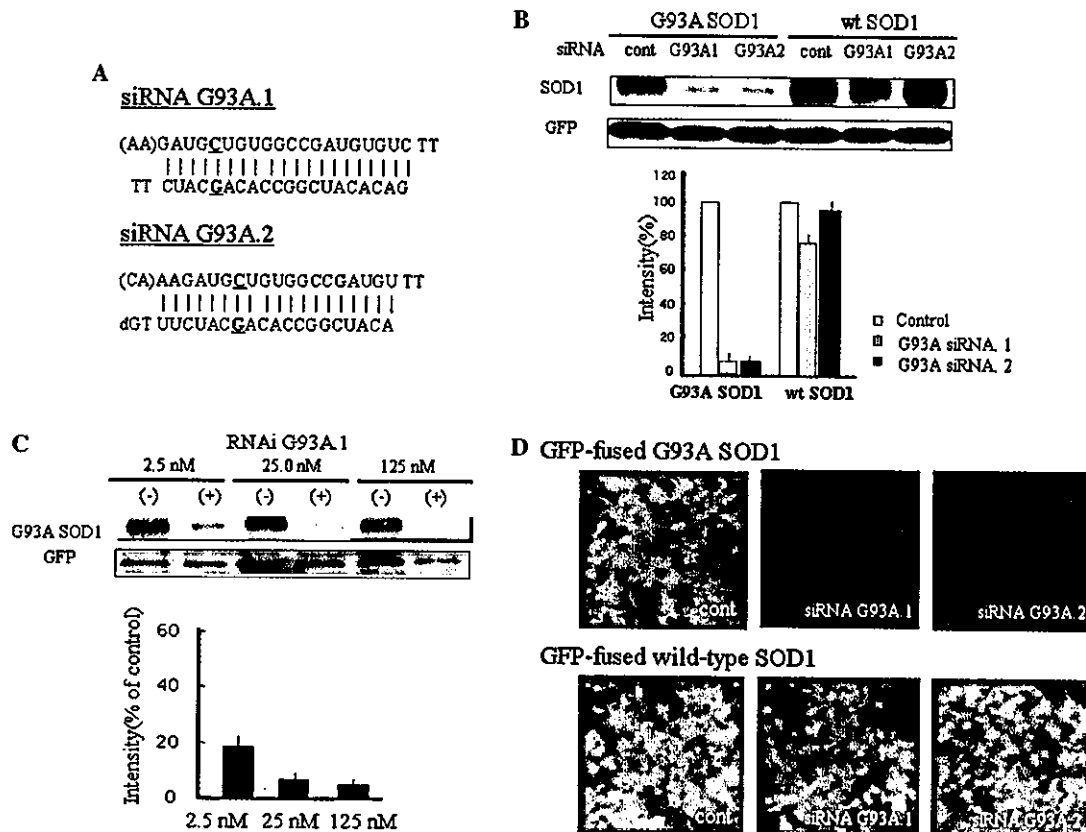 A
siRNA G93A.1
(AA)GAUGCUGUGGCCGAUGUGUC TT
TT CUACGACACCGGCUACACAG
siRNA G93A.2
(CA)AAGAUGCUGUGGCCGAUGU TT
dGT UUCUACGACACCGGCUACA
B
G93A SOD1 wt SOD1
siRNA cont G93A1 G93A2 cont G93A1 G93A2
SOD1
GFP
Intensity(%)
120
100
80
60
40
20
0
G93A SOD1 wt SOD1
Control
G93A siRNA. 1
G93A siRNA. 2
C
RNAi G93A.1
2.5 nM 25.0 nM 125 nM
(-) (+) (-) (+) (-) (+)
G93A SOD1
GFP
Intensity(% of control)
60
40
20
0
2.5 nM 25 nM 125 nM
D GFP-fused G93A SOD1
cont siRNA G93A.1 siRNA G93A.2
GFP-fused wild-type SOD1
cont siRNA G93A·1 siRNA G93A·2